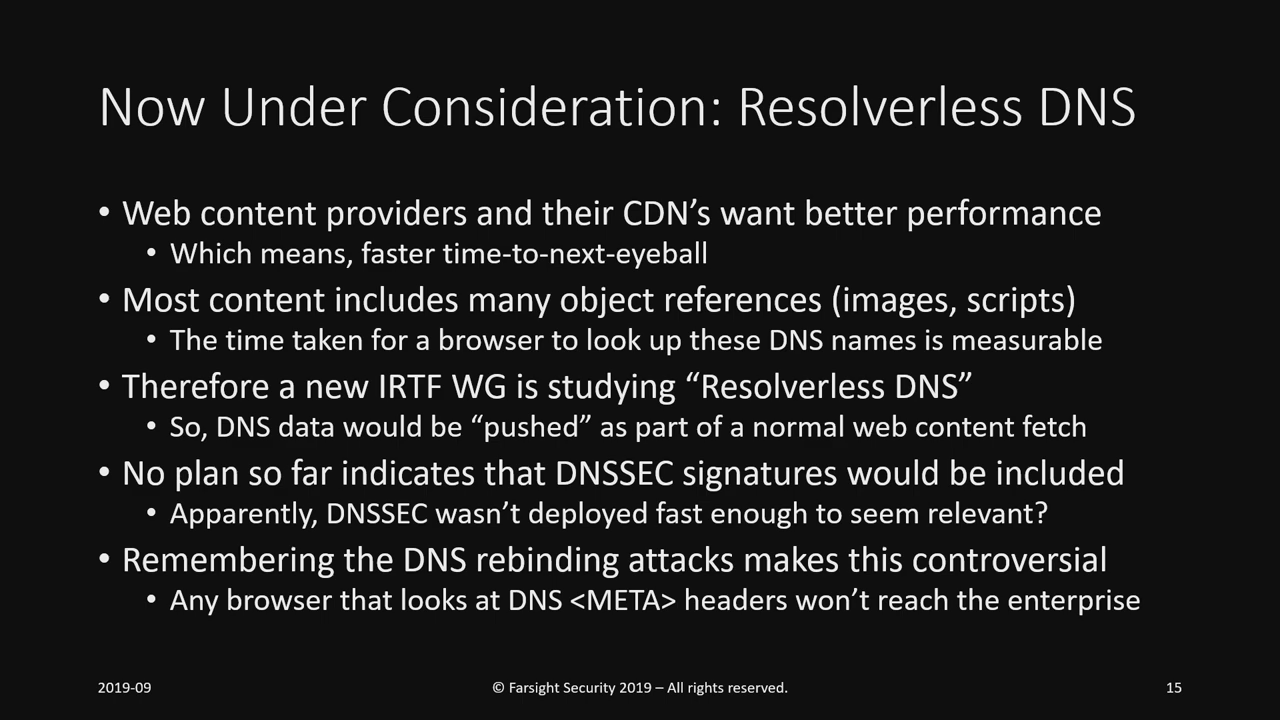 Now Under Consideration: Resolverless DNS
• Web content providers and their CDN’s want better performance
• Which means, faster time-to-next-eyeball
• Most content includes many object references (images, scripts)
• The time taken for a browser to look up these DNS names is measurable
• Therefore a new IRTF WG is studying “Resolverless DNS”
• So, DNS data would be “pushed” as part of a normal web content fetch
• No plan so far indicates that DNSSEC signatures would be included
• Apparently, DNSSEC wasn’t deployed fast enough to seem relevant?
• Remembering the DNS rebinding attacks makes this controversial
• Any browser that looks at DNS <META> headers won’t reach the enterprise
2019-09
© Farsight Security 2019 – All rights reserved.
15